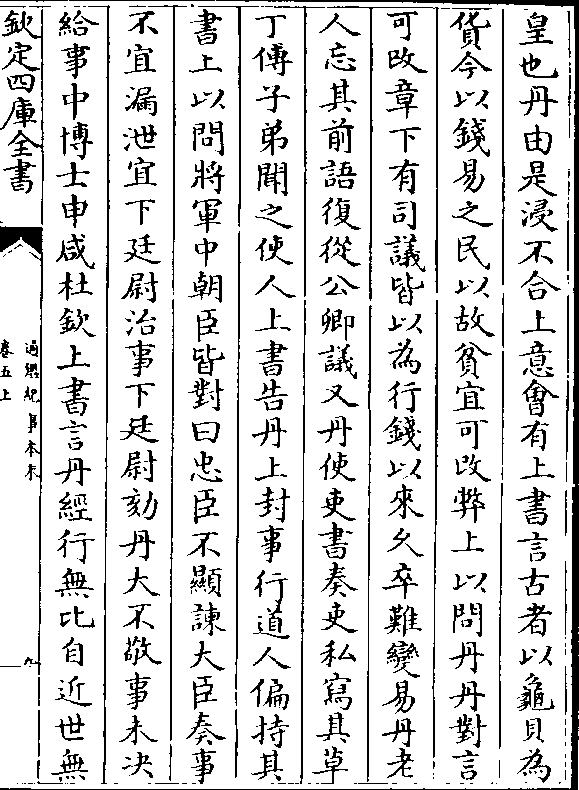 皇也丹由是浸不合上意會有上書言古者以龜貝為
貨今以錢易之民以故貧宜可改弊上以問丹丹對言
可改章下有司議皆以為行錢以來久卒難變易丹老
人忘其前語復從公卿議又丹使吏書奏吏私寫其草
丁傅子弟聞之使人上書告丹上封事行道人偏持其
書上以問將軍中朝臣皆對曰忠臣不顯諫大臣奏事
不宜漏泄宜下廷尉治事下廷尉劾丹大不敬事未决
給事中博士申咸杜欽上書言丹經行無比自近世無
欽定四庫全書
通鑑紀事本末
卷五上
九